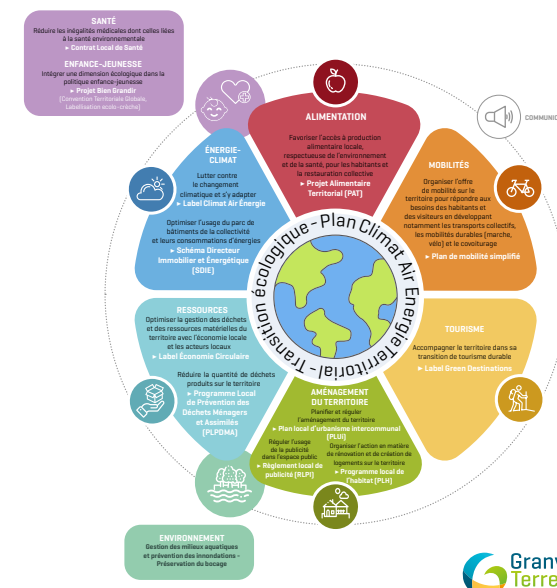 SANTÉ
Réduire les inégalités médicales dont celles liées
à la santé environnementale
► Contrat Local de Santé
ENFANCE-JEUNESSE
Intégrer une dimension écologique dans la
politique enfance-jeunesse
► Projet Bien Grandir
(Convention Territoriale Globale,
Labellisation ecolo-crèche)
ALIMENTATION
Favoriser l'accès à production
alimentaire locale,
respectueuse de l'environnement
et de la santé, pour les habitants et
la restauration collective
► Projet Alimentaire
Territorial (PAT)
COMMUNIC
ÉNERGIE-
CLIMAT
Lutter contre
le changement
climatique et s'y adapter
► Label Climat Air Énergie
Optimiser l'usage du parc de
bâtiments de la collectivité
et leurs consommations d'énergies
► Schéma Directeur
Immobilier et Énergétique
(SDIE)
MOBILITÉS
Organiser l'offre
de mobilité sur le
territoire pour répondre aux
besoins des habitants et
des visiteurs en développant
notamment les transports collectifs,
les mobilités durables (marche,
vélo) et le covoiturage
► Plan de mobilité simplifié
Transition écologique - Plan Climat Air Energie Territorial -
RESSOURCES
Optimiser la gestion des déchets
et des ressources matérielles du
territoire avec l'économie locale
et les acteurs locaux
► Label Économie Circulaire
Réduire la quantité de déchets
produits sur le territoire
► Programme Local
de Prévention des
Déchets Ménagers
et Assimilés
(PLPDMA)
TOURISME
Accompagner le territoire dans sa
transition de tourisme durable
► Label Green Destinations
AMÉNAGEMENT
DU TERRITOIRE
Planifier et réguler
l'aménagement du territoire
► Plan local d'urbanisme intercommunal
(PLUi)
Réguler l'usage
de la publicité
dans l'espace public
► Règlement local de
publicité (RLPi)
Organiser l'action en matière
de rénovation et de création de
logements sur le territoire
► Programme local de
l'habitat (PLH)
ENVIRONNEMENT
Gestion des milieux aquatiques
et prévention des innondations -
Préservation du bocage
Granv
Terre